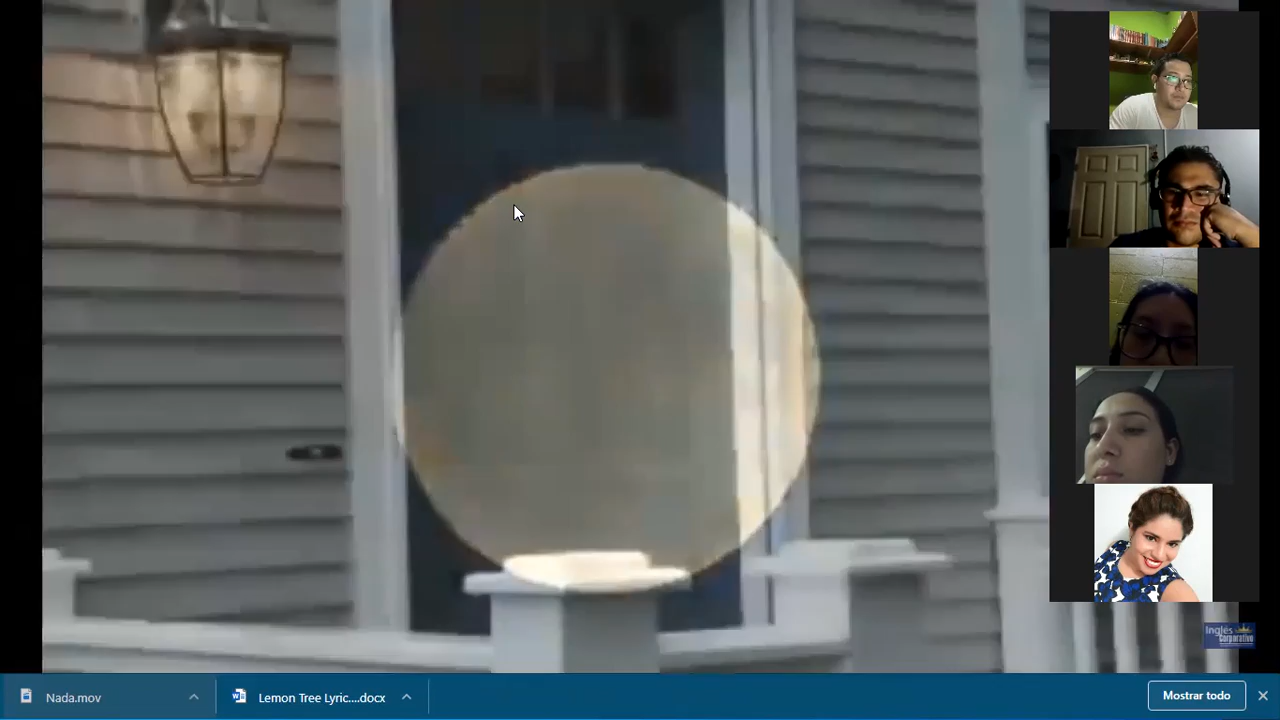 Inglés
Corporativo
Nada.mov
Lemon Tree Lyric....docx
Mostrar todo